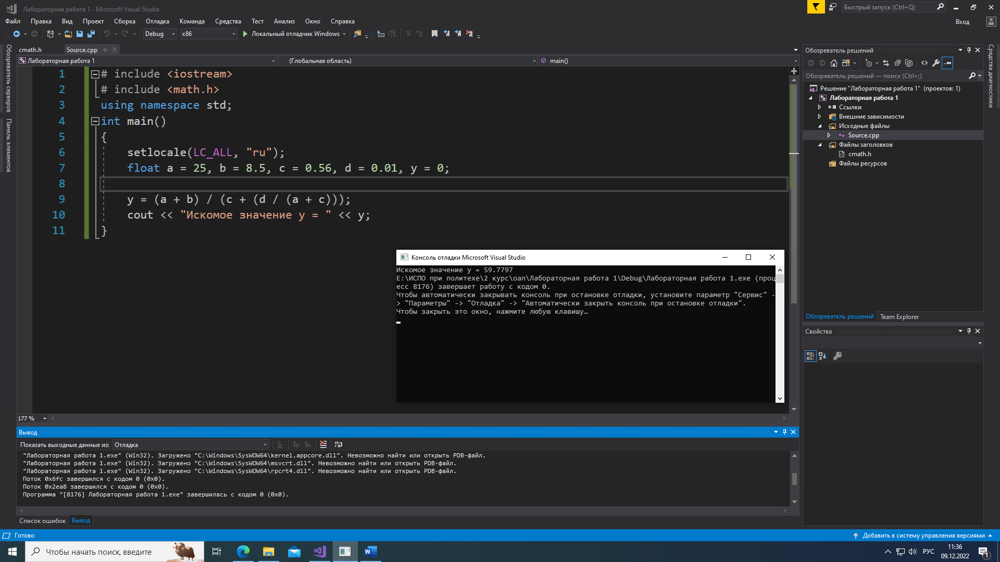 Лабораторная работа 1 - Microsoft Visual Studio
Быстрый запуск (Ctrl+Q)
Файл Правка Вид Проект Сборка Отладка Команда Средства Тест Анализ Окно Справка
Вход
Debug x86 Локальный отладчик Windows
Обозреватель серверов
Панель элементов
cmath.h Source.cpp
Лабораторная работа 1 (Глобальная область) main()
1 # include <iostream>
2 # include <math.h>
3 using namespace std;
4 int main()
5 {
6 setlocale(LC_ALL, "ru");
7 float a = 25, b = 8.5, c = 0.56, d = 0.01, y = 0;
8
9 y = (a + b) / (c + (d / (a + c)));
10 cout << "Искомое значение y = " << y;
11 }
Консоль отладки Microsoft Visual Studio
Искомое значение y = 59.7797
E:\ИСПО при политехе\2 курс\оап\Лабораторная работа 1\Debug\Лабораторная работа 1.exe (проц
есс 8176) завершает работу с кодом 0.
Чтобы автоматически закрывать консоль при остановке отладки, установите параметр "Сервис" -
> "Параметры" -> "Отладка" -> "Автоматически закрыть консоль при остановке отладки".
Чтобы закрыть это окно, нажмите любую клавишу…
177 %
Вывод
Показать выходные данные из: Отладка
"Лабораторная работа 1.exe" (Win32). Загружено "C:\Windows\SysWOW64\kernel.appcore.dll". Невозможно найти или открыть PDB-файл.
"Лабораторная работа 1.exe" (Win32). Загружено "C:\Windows\SysWOW64\msvcrt.dll". Невозможно найти или открыть PDB-файл.
"Лабораторная работа 1.exe" (Win32). Загружено "C:\Windows\SysWOW64\rpcrt4.dll". Невозможно найти или открыть PDB-файл.
Поток 0x6fc завершился с кодом 0 (0x0).
Поток 0x2ea8 завершился с кодом 0 (0x0).
Программа "[8176] Лабораторная работа 1.exe" завершилась с кодом 0 (0x0).
Список ошибок Вывод
Обозреватель решений
Обозреватель решений — поиск (Ctrl+;)
Решение "Лабораторная работа 1" (проектов: 1)
Лабораторная работа 1
Ссылки
Внешние зависимости
Исходные файлы
Source.cpp
Файлы заголовков
cmath.h
Файлы ресурсов
Обозреватель решений Team Explorer
Свойства
Средства диагностики
Готово
Добавить в систему управления версиями
Чтобы начать поиск, введите
РУС
11:36
09.12.2022
1